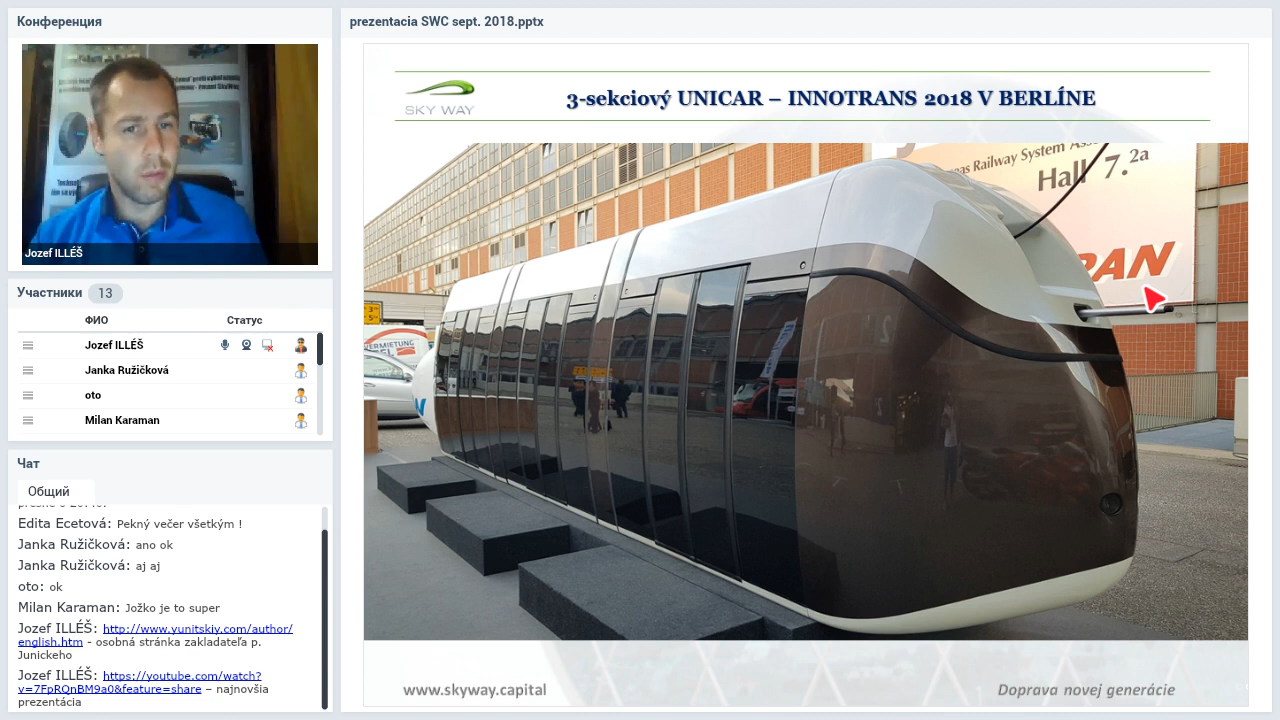 Конференция
Jozef ILLÉŠ
Участники 13
ФИО Статус
Jozef ILLÉŠ
Janka Ružičková
oto
Milan Karaman
Чат
Общий
Edita Ecetová: Pekný večer všetkým !
Janka Ružičková: ano ok
Janka Ružičková: aj aj
oto: ok
Milan Karaman: Jožko je to super
Jozef ILLÉŠ: http://www.yunitskiy.com/author/
english.htm - osobná stránka zakladateľa p.
Junickeho
Jozef ILLÉŠ: https://youtube.com/watch?
v=7FpRQnBM9a0&feature=share – najnovšia
prezentácia
prezentacia SWC sept. 2018.pptx
SKY WAY
3-sekciový UNICAR – INNOTRANS 2018 V BERLÍNE
Railway System
Hall 7.2a
VERMIETUNG
www.skyway.capital
Doprava novej generácie